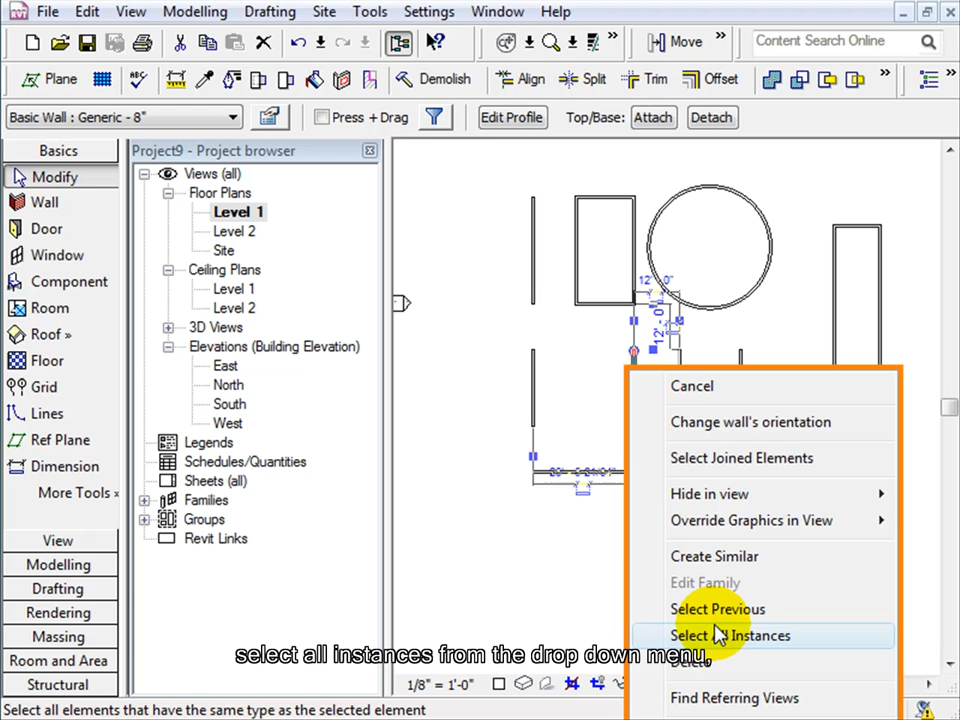 File Edit View Modelling Drafting Site Tools Settings Window Help
Move Content Search Online
Plane Demolish Align Split Trim Offset
Basic Wall : Generic - 8" Press + Drag Edit Profile Top/Base: Attach Detach
Basics
Modify
Wall
Door
Window
Component
Room
Roof »
Floor
Grid
Lines
Ref Plane
Dimension
More Tools »
View
Modelling
Drafting
Rendering
Massing
Room and Area
Structural
Project9 - Project browser
Views (all)
Floor Plans
Level 1
Level 2
Site
Ceiling Plans
Level 1
Level 2
3D Views
Elevations (Building Elevation)
East
North
South
West
Legends
Schedules/Quantities
Sheets (all)
Families
Groups
Revit Links
12' 0"
12' - 0"
Cancel
Change wall's orientation
Select Joined Elements
Hide in view
Override Graphics in View
Create Similar
Edit Family
Select Previous
Select All Instances
Delete
Find Referring Views
select all instances from the drop down menu,
1/8" = 1'-0"
Select all elements that have the same type as the selected element